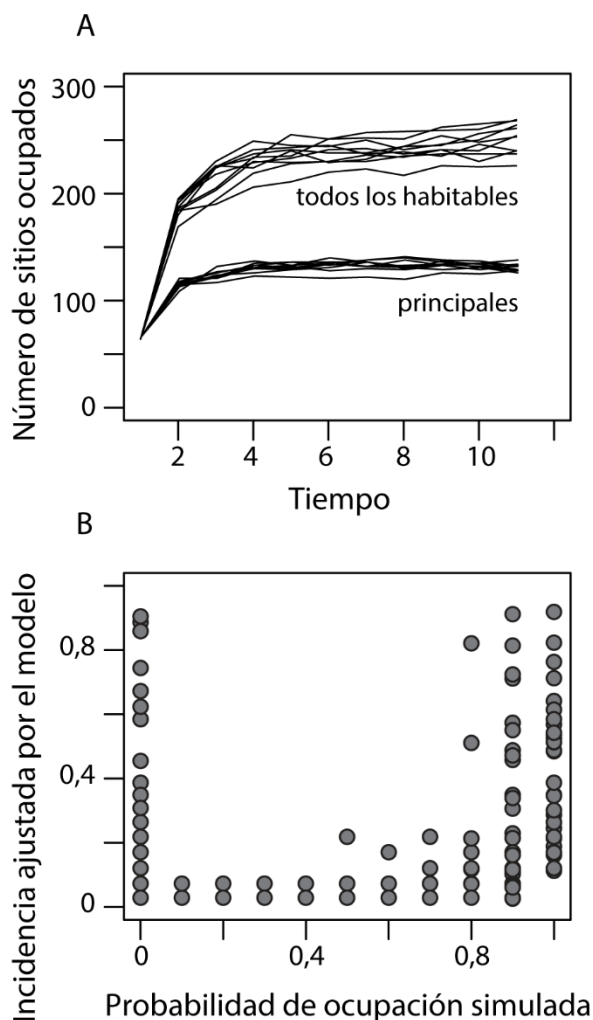 A
Número de sitios ocupados
300
200
100
0
todos los habitables
principales
2 4 6 8 10
Tiempo
B
Incidencia ajustada por el modelo
0,8
0,4
0
0 0,4 0,8
Probabilidad de ocupación simulada